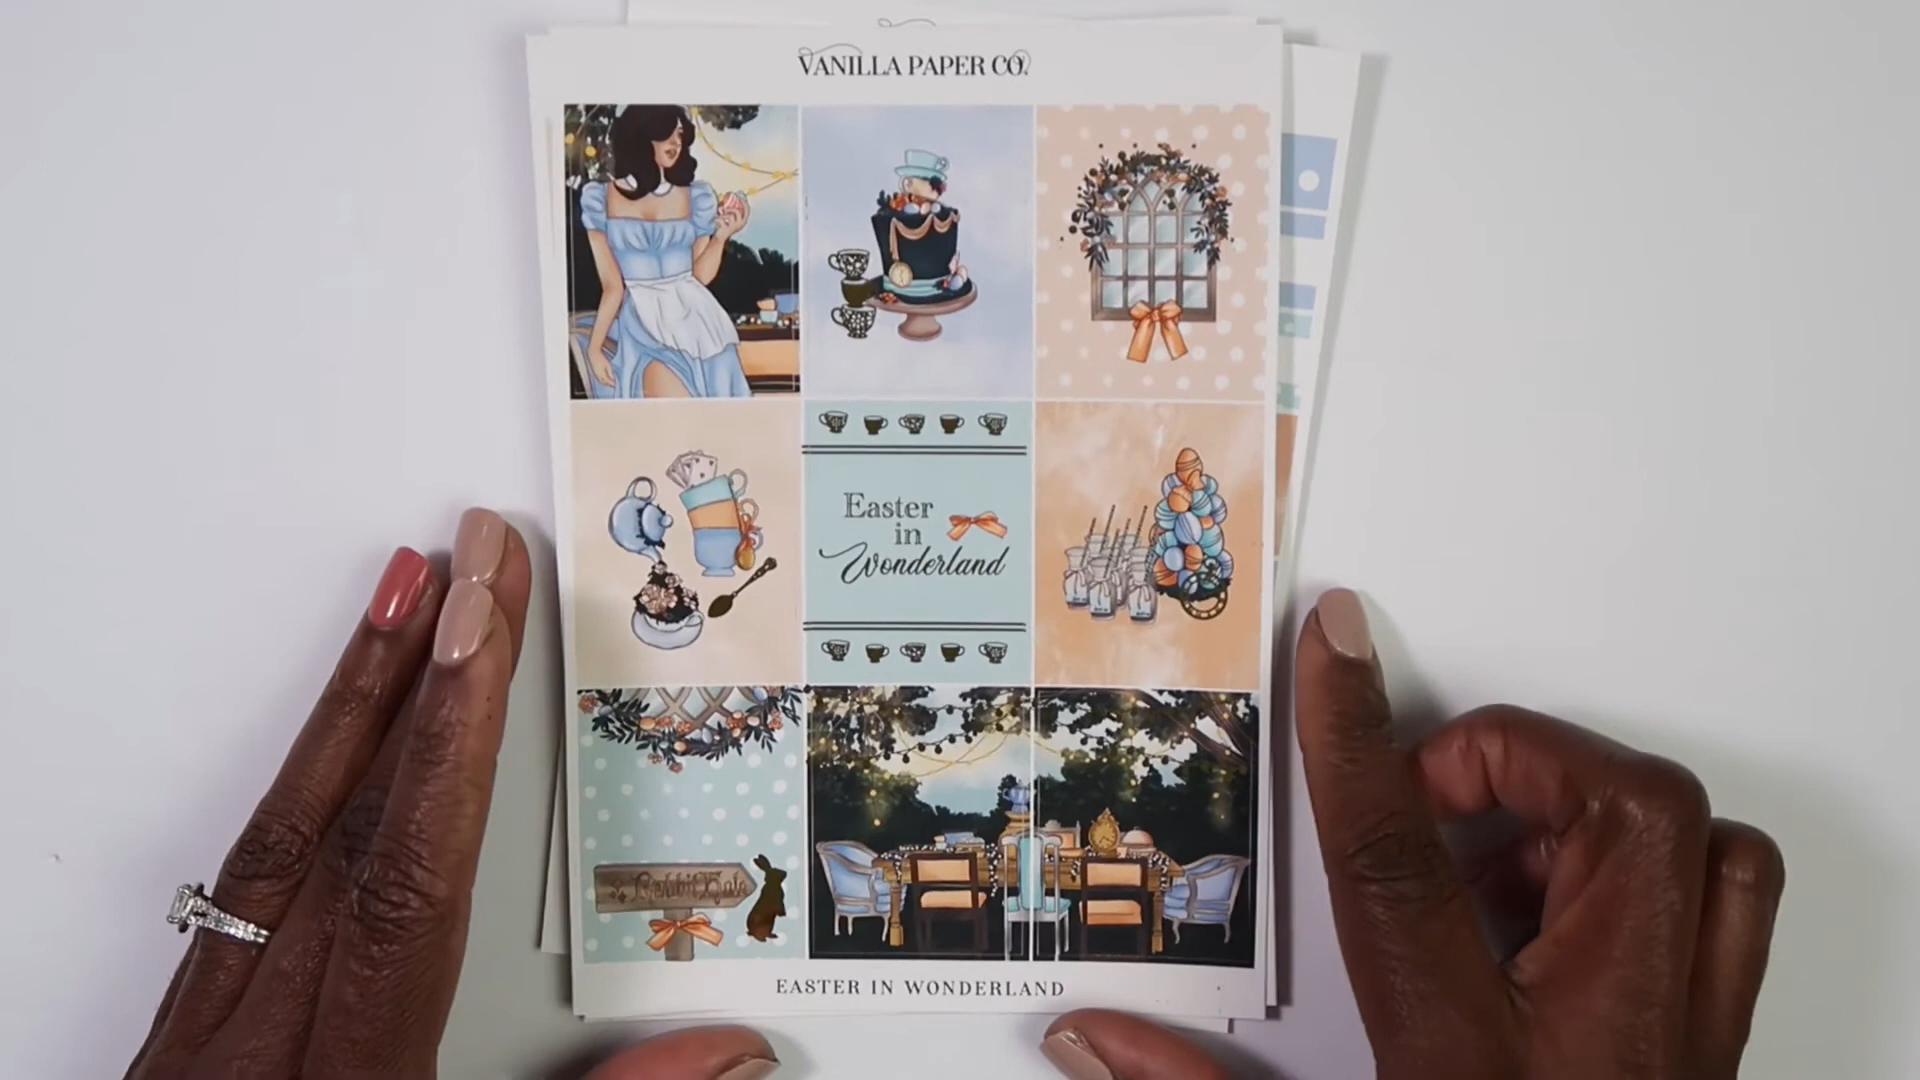 VANILLA PAPER CO.
Easter
in
Wonderland
EASTER IN WONDERLAND